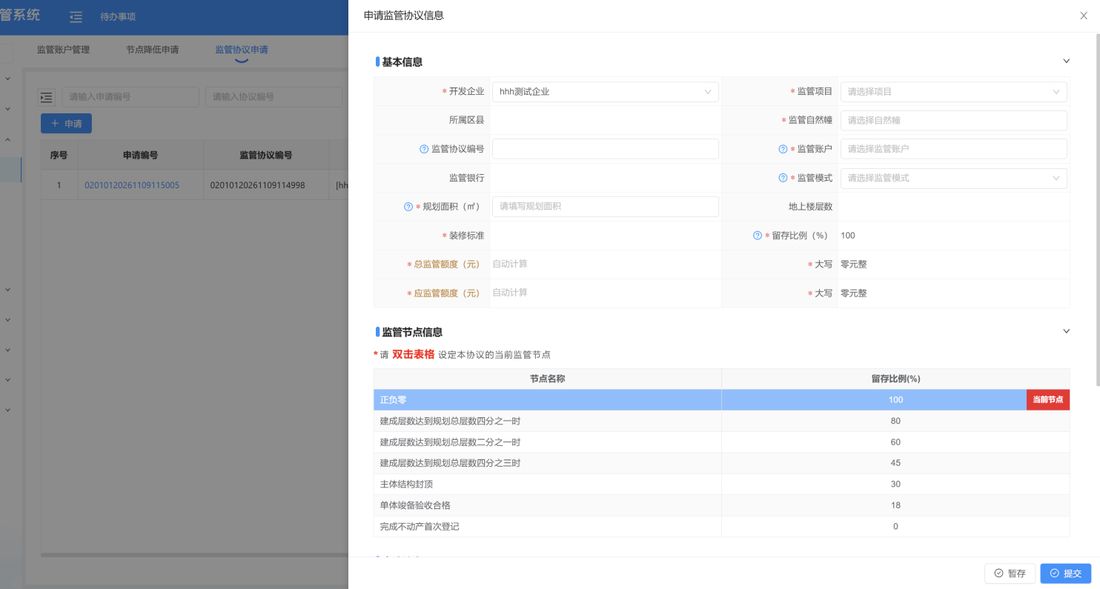 管系统
待办事项
监管账户管理
节点降低申请
监管协议申请
请输入申请编号
请输入协议编号
申请
序号
申请编号
监管协议编号
1
02010120261109115005
02010120261109114998
[hh
申请监管协议信息
基本信息
* 开发企业
hhh测试企业
* 监管项目
请选择项目
所属区县
* 监管自然幢
请选择自然幢
监管协议编号
* 监管账户
请选择监管账户
监管银行
* 监管模式
请选择监管模式
* 规划面积（㎡）
请填写规划面积
地上楼层数
* 装修标准
* 留存比例（%）
100
* 总监管额度（元）
自动计算
* 大写
零元整
* 应监管额度（元）
自动计算
* 大写
零元整
监管节点信息
* 请 双击表格 设定本协议的当前监管节点
节点名称
留存比例(%)
正负零
100
当前节点
建成层数达到规划总层数四分之一时
80
建成层数达到规划总层数二分之一时
60
建成层数达到规划总层数四分之三时
45
主体结构封顶
30
单体竣备验收合格
18
完成不动产首次登记
0
暂存
提交